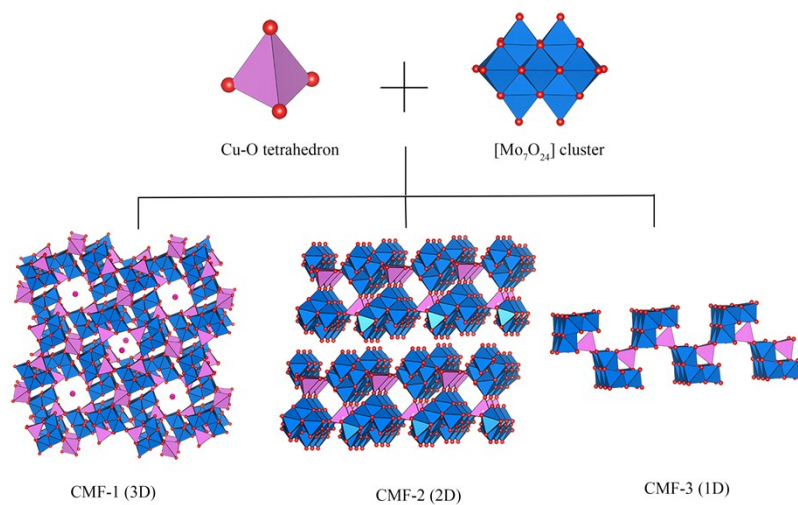 Cu-O tetrahedron
[Mo₇O₂₄] cluster
CMF-1 (3D)
CMF-2 (2D)
CMF-3 (1D)